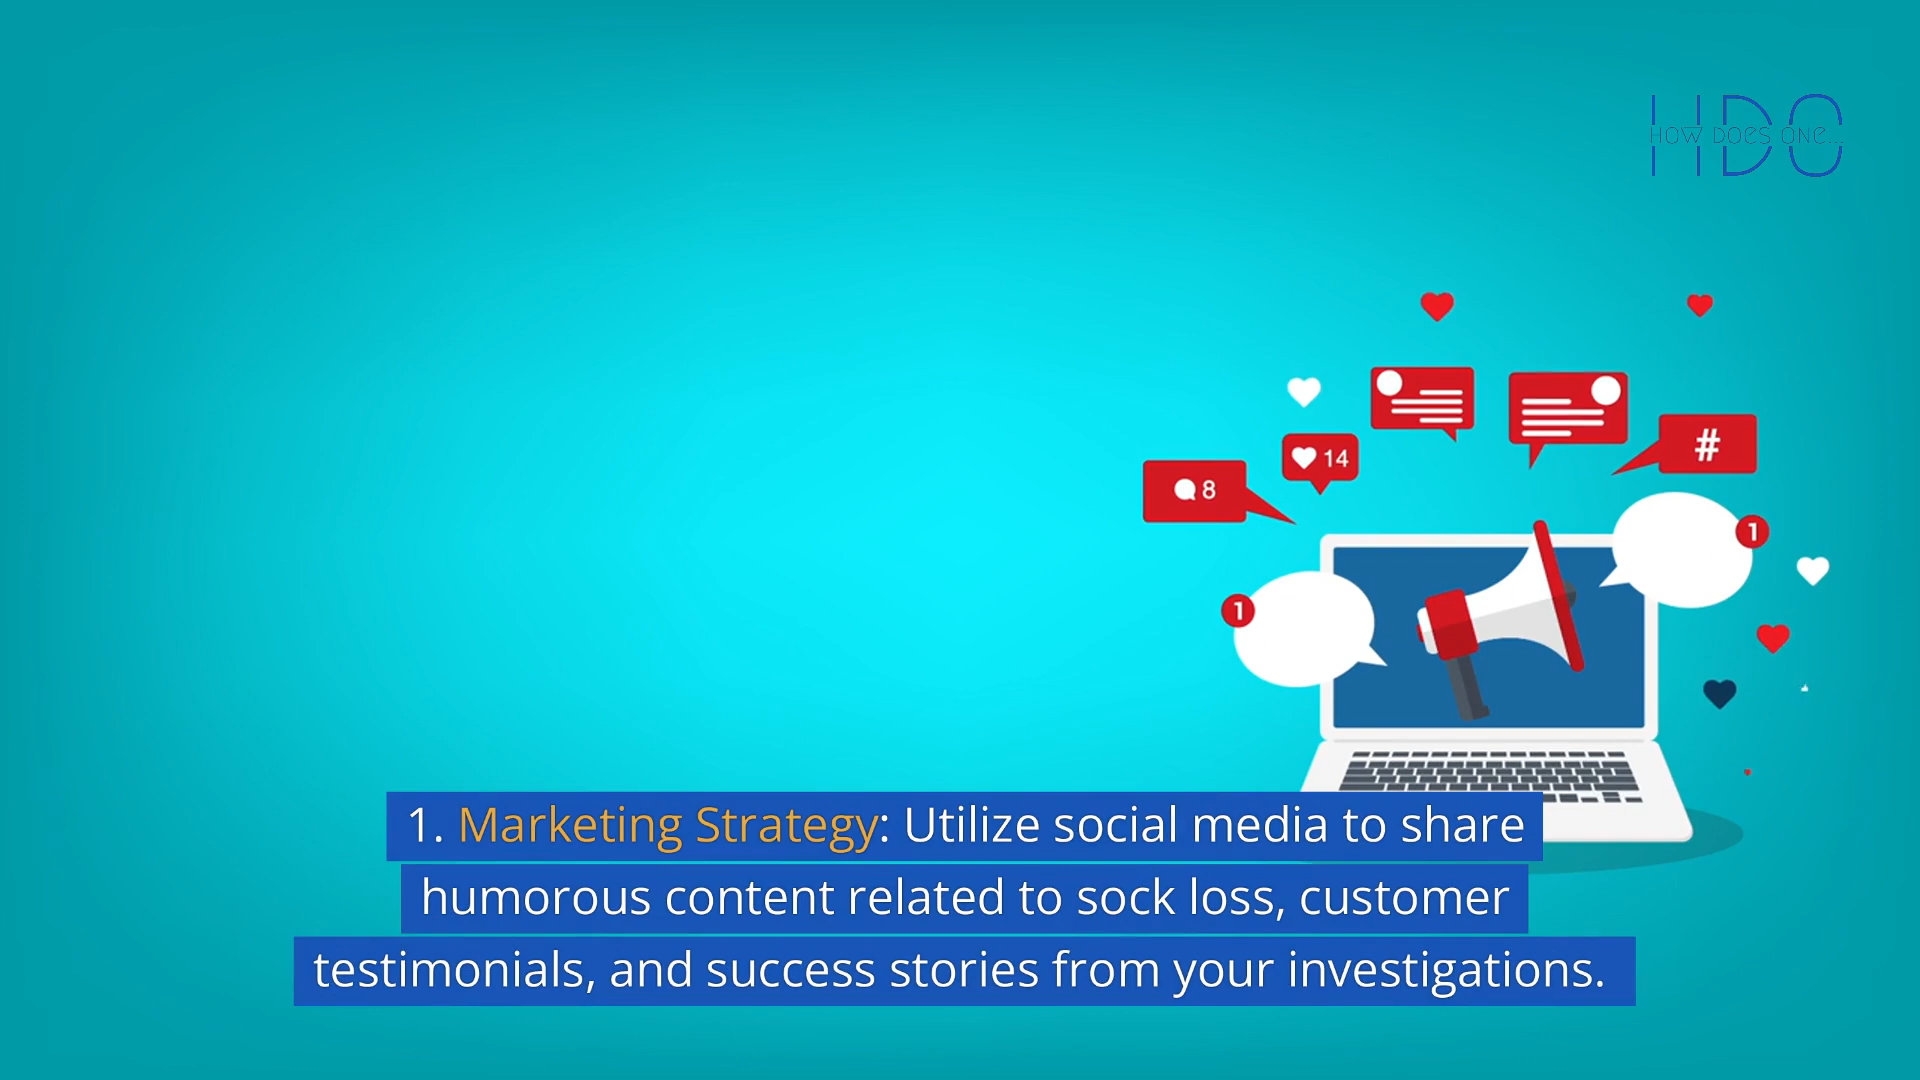 HDO
HOW DOES ONE...
14
#
8
1
1
1. Marketing Strategy: Utilize social media to share
humorous content related to sock loss, customer
testimonials, and success stories from your investigations.